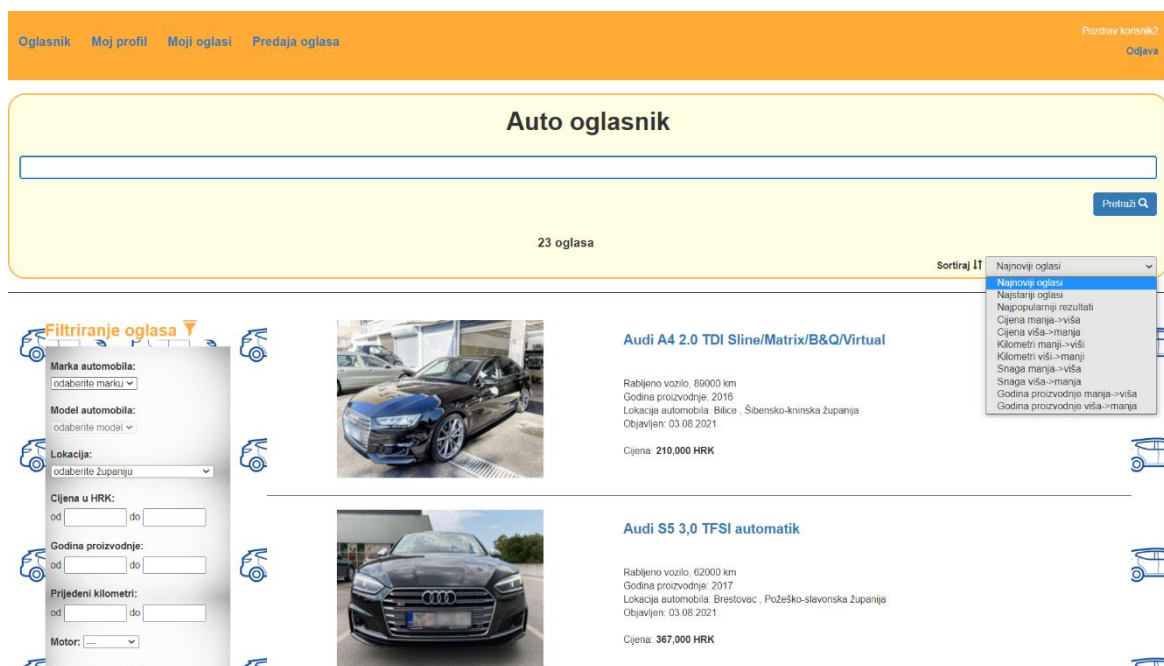 Oglasnik Moj profil Moji oglasi Predaja oglasa
Pozdrav korisnik2
Odjava
Auto oglasnik
Pretraži
23 oglasa
Sortiraj Najnoviji oglasi
Najnoviji oglasi
Najstariji oglasi
Najpopularniji rezultati
Cijena manja->viša
Cijena viša->manja
Kilometri manji->viši
Kilometri viši->manji
Snaga manja->viša
Snaga viša->manja
Godina proizvodnje manja->viša
Godina proizvodnje viša->manja
Filtriranje oglasa
Marka automobila:
odaberite marku
Model automobila:
odaberite model
Lokacija:
odaberite županiju
Cijena u HRK:
od do
Godina proizvodnje:
od do
Prijeđeni kilometri:
od do
Motor: ---
Audi A4 2.0 TDI Sline/Matrix/B&Q/Virtual
Rabljeno vozilo, 89000 km
Godina proizvodnje: 2016
Lokacija automobila: Bilice , Šibensko-kninska županija
Objavljen: 03.08.2021
Cijena: 210,000 HRK
Audi S5 3,0 TFSI automatik
Rabljeno vozilo, 62000 km
Godina proizvodnje: 2017
Lokacija automobila: Brestovac , Požeško-slavonska županija
Objavljen: 03.08.2021
Cijena: 367,000 HRK